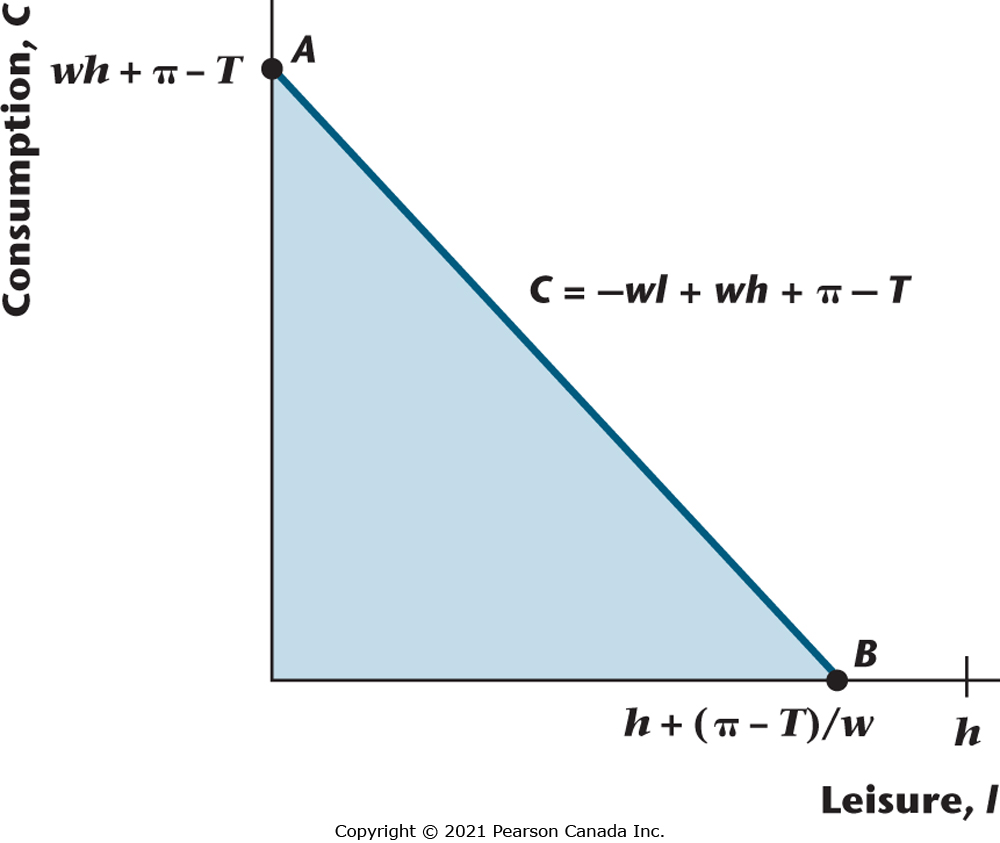 Consumption, C
A
wh + π – T
C = –wl + wh + π – T
B
h + (π – T)/w
h
Leisure, l
Copyright © 2021 Pearson Canada Inc.